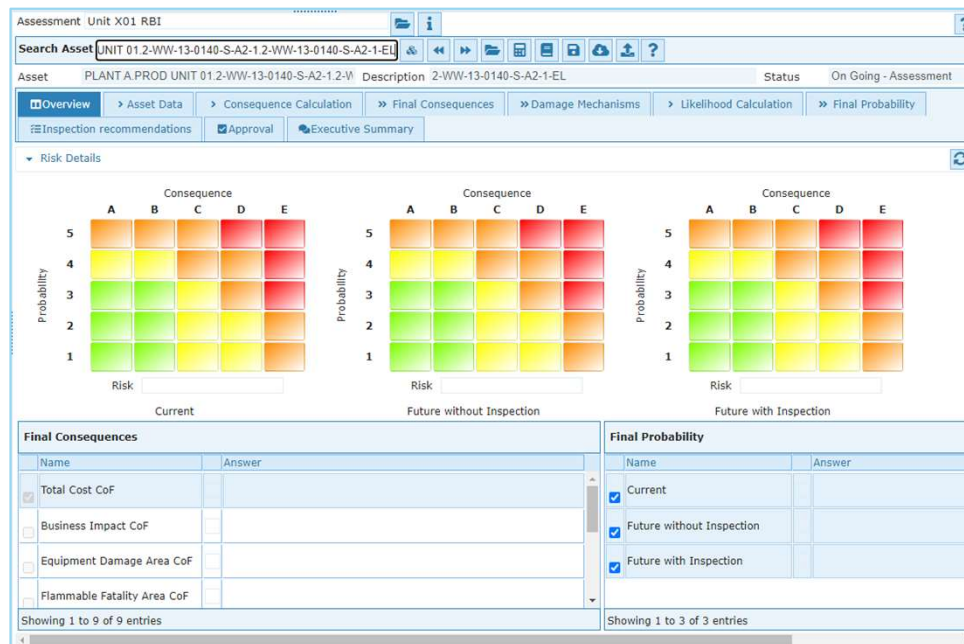 Assessment Unit X01 RBI
Search Asset UNIT 01.2-WW-13-0140-S-A2-1.2-WW-13-0140-S-A2-1-EL
Asset PLANT A.PROD UNIT 01.2-WW-13-0140-S-A2-1.2-W Description 2-WW-13-0140-S-A2-1-EL Status On Going - Assessment
Overview > Asset Data > Consequence Calculation >> Final Consequences >> Damage Mechanisms > Likelihood Calculation >> Final Probability
Inspection recommendations Approval Executive Summary
Risk Details
Consequence Consequence Consequence
A B C D E A B C D E A B C D E
5 5 5
4 4 4
Probability Probability Probability
3 3 3
2 2 2
1 1 1
Risk Risk Risk
Current Future without Inspection Future with Inspection
Final Consequences Final Probability
Name Answer Name Answer
Total Cost CoF Current
Business Impact CoF Future without Inspection
Equipment Damage Area CoF Future with Inspection
Flammable Fatality Area CoF
Showing 1 to 9 of 9 entries Showing 1 to 3 of 3 entries